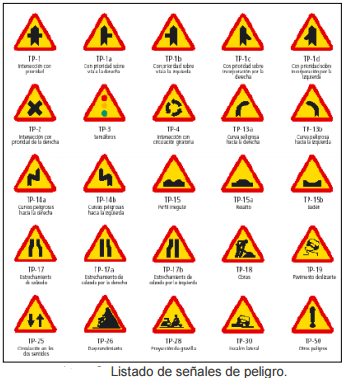 TP-1 TP-1a TP-1b TP-1c TP-1d
Intersección con Con prioridad sobre Con prioridad sobre Con prioridad sobre Con prioridad sobre
prioridad vía a la derecha vía a la izquierda incorporación por la incorporación por la
derecha izquierda
TP-2 TP-3 TP-4 TP-13a TP-13b
Intersección con Semáforos Intersección con Curva peligrosa Curva peligrosa
prioridad de la derecha circulación giratoria hacia la derecha hacia la izquierda
TP-14a TP-14b TP-15 TP-15a TP-15b
Curvas peligrosas Curvas peligrosas Perfil irregular Resalto Badén
hacia la derecha hacia la izquierda
TP-17 TP-17a TP-17b TP-18 TP-19
Estrechamiento Estrechamiento de Estrechamiento de Obras Pavimento deslizante
de calzada calzada por la derecha calzada por la izquierda
TP-25 TP-26 TP-28 TP-30 TP-50
Circulación en los Desprendimiento Proyección de gravilla Escalón lateral Otros peligros
dos sentidos
Listado de señales de peligro.